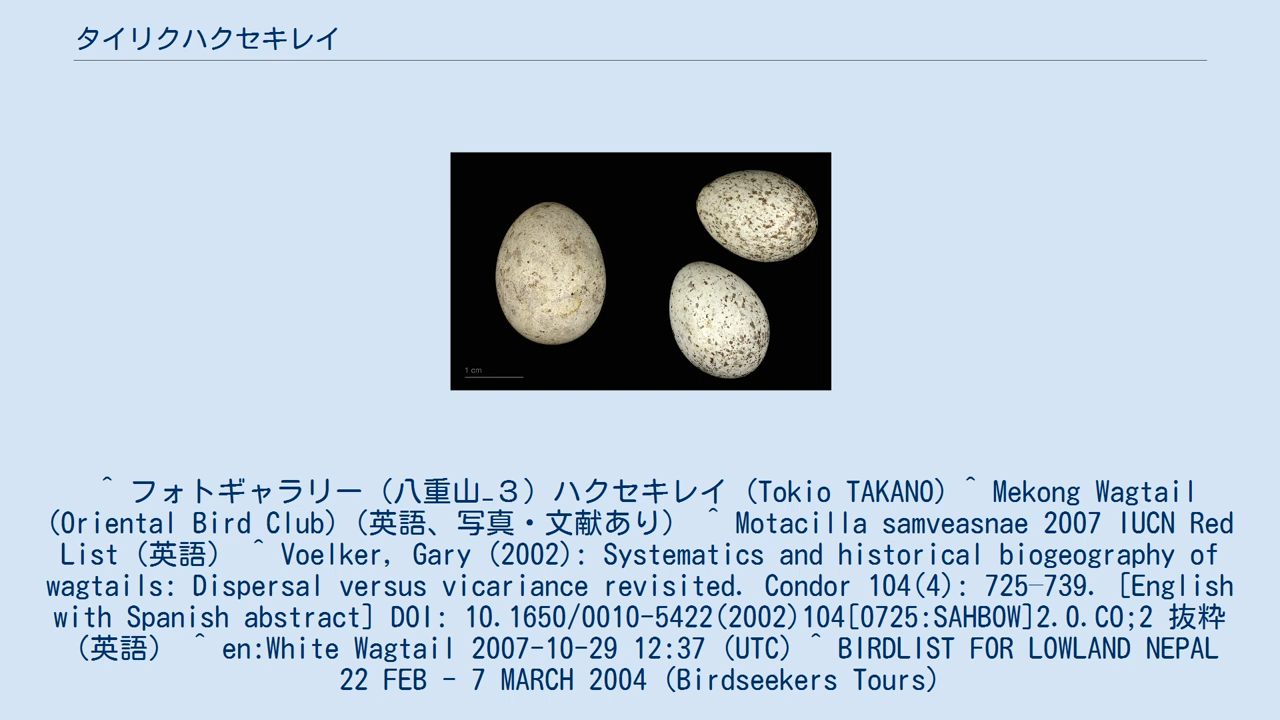 タイリクハクセキレイ
1 cm
^ フォトギャラリー（八重山_３）ハクセキレイ（Tokio TAKANO）^ Mekong Wagtail
(Oriental Bird Club)（英語、写真・文献あり） ^ Motacilla samveasnae 2007 IUCN Red
List（英語） ^ Voelker, Gary (2002): Systematics and historical biogeography of
wagtails: Dispersal versus vicariance revisited. Condor 104(4): 725–739. [English
with Spanish abstract] DOI: 10.1650/0010-5422(2002)104[0725:SAHBOW]2.0.CO;2 抜粋
（英語） ^ en:White Wagtail 2007-10-29 12:37 (UTC) ^ BIRDLIST FOR LOWLAND NEPAL
22 FEB - 7 MARCH 2004（Birdseekers Tours）